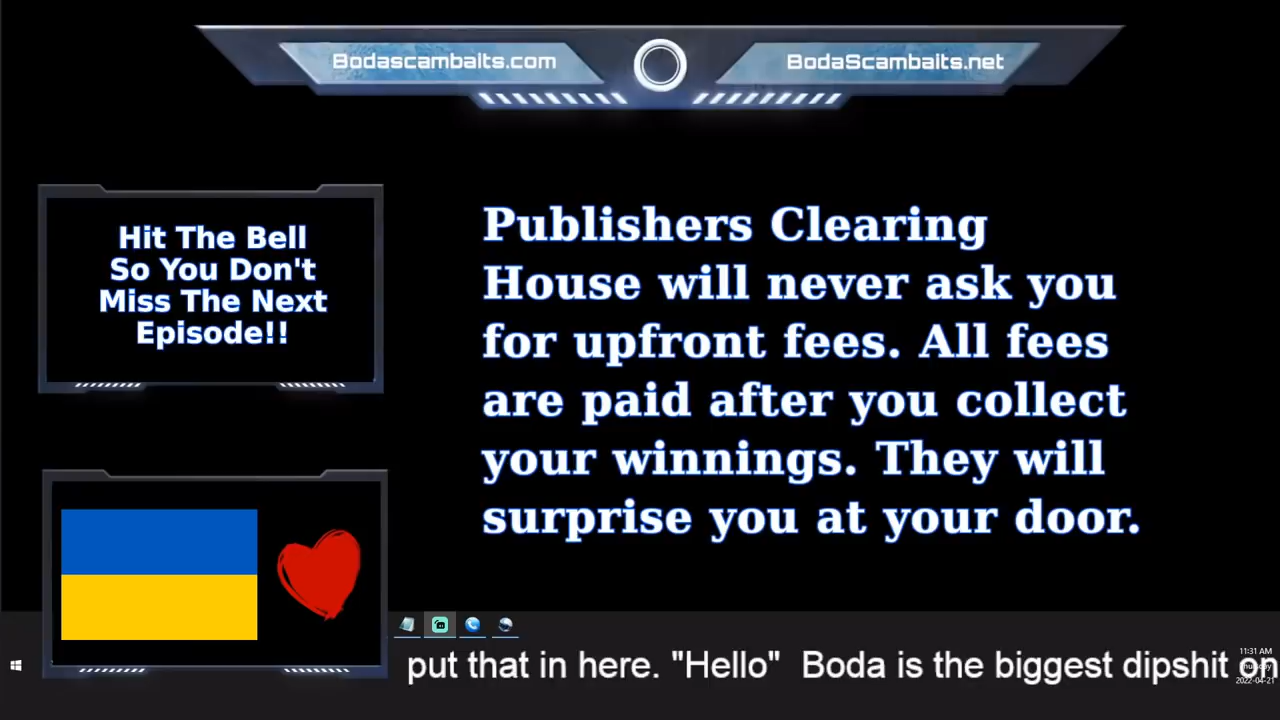 Bodascambaits.com
BodaScambaits.net
Hit The Bell
So You Don't
Miss The Next
Episode!!
Publishers Clearing
House will never ask you
for upfront fees. All fees
are paid after you collect
your winnings. They will
surprise you at your door.
put that in here. "Hello"  Boda is the biggest dipshit on
11:31 AM
Thursday
2022-04-21